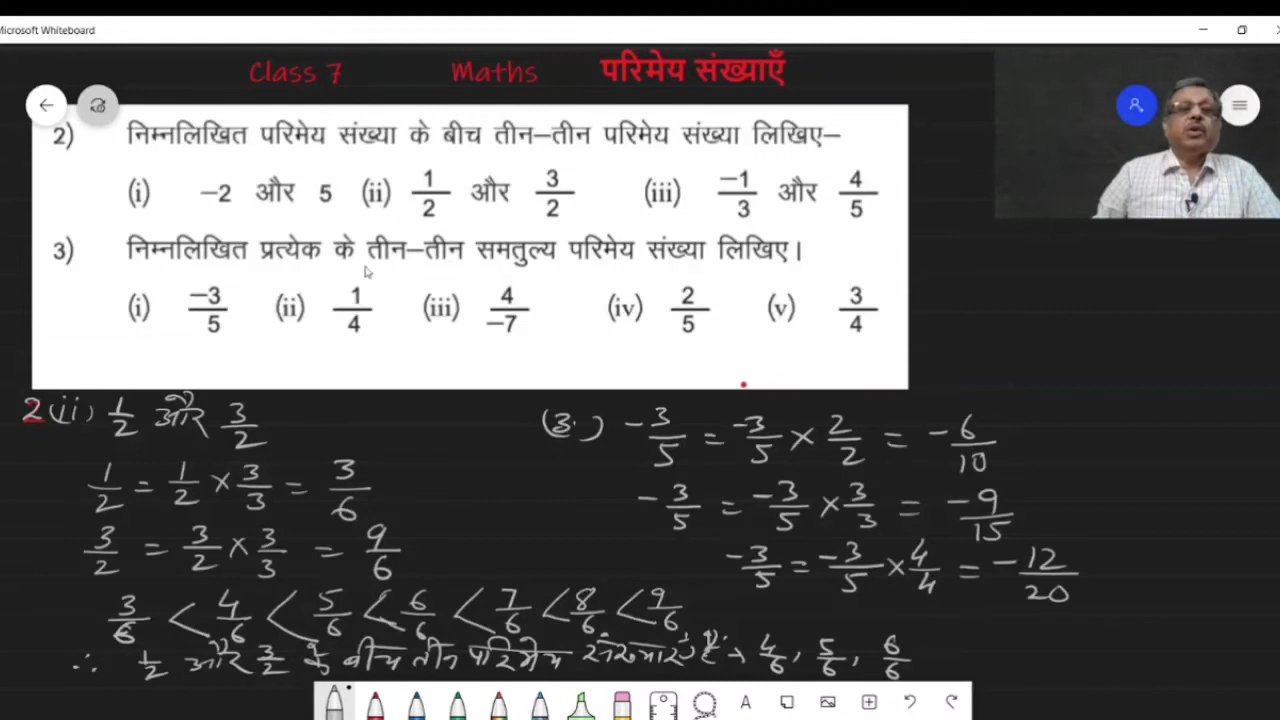 Microsoft Whiteboard
Class 7 Maths परिमेय संख्याएँ
2) निम्नलिखित परिमेय संख्या के बीच तीन–तीन परिमेय संख्या लिखिए–
(i) –2 और 5 (ii) 1/2 और 3/2 (iii) –1/3 और 4/5
3) निम्नलिखित प्रत्येक के तीन–तीन समतुल्य परिमेय संख्या लिखिए।
(i) –3/5 (ii) 1/4 (iii) 4/–7 (iv) 2/5 (v) 3/4
2(ii) 1/2 और 3/2
1/2 = 1/2 × 3/3 = 3/6
3/2 = 3/2 × 3/3 = 9/6
3/6 < 4/6 < 5/6 < 6/6 < 7/6 < 8/6 < 9/6
∴ 1/2 और 3/2 के बीच तीन परिमेय संख्याएं हैं → 4/6, 5/6, 6/6
(3.) -3/5 = -3/5 × 2/2 = -6/10
-3/5 = -3/5 × 3/3 = -9/15
-3/5 = -3/5 × 4/4 = -12/20